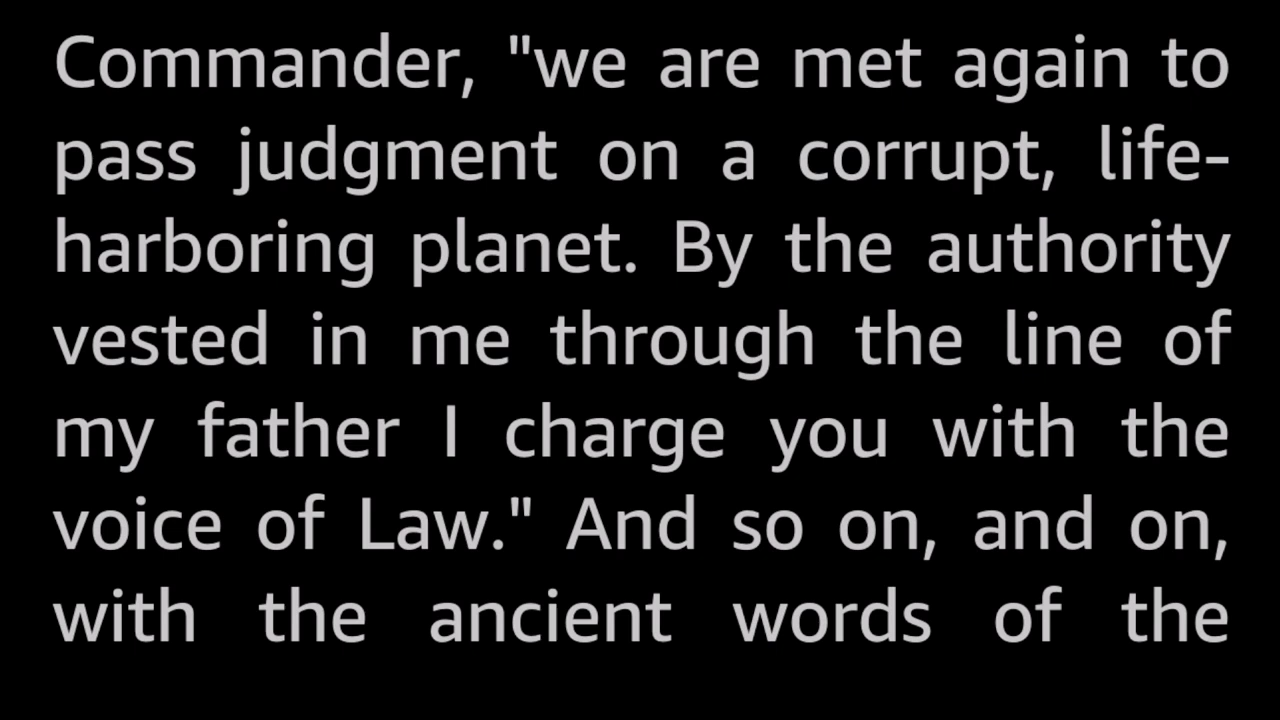 Commander, "we are met again to
pass judgment on a corrupt, life-
harboring planet. By the authority
vested in me through the line of
my father I charge you with the
voice of Law." And so on, and on,
with the ancient words of the